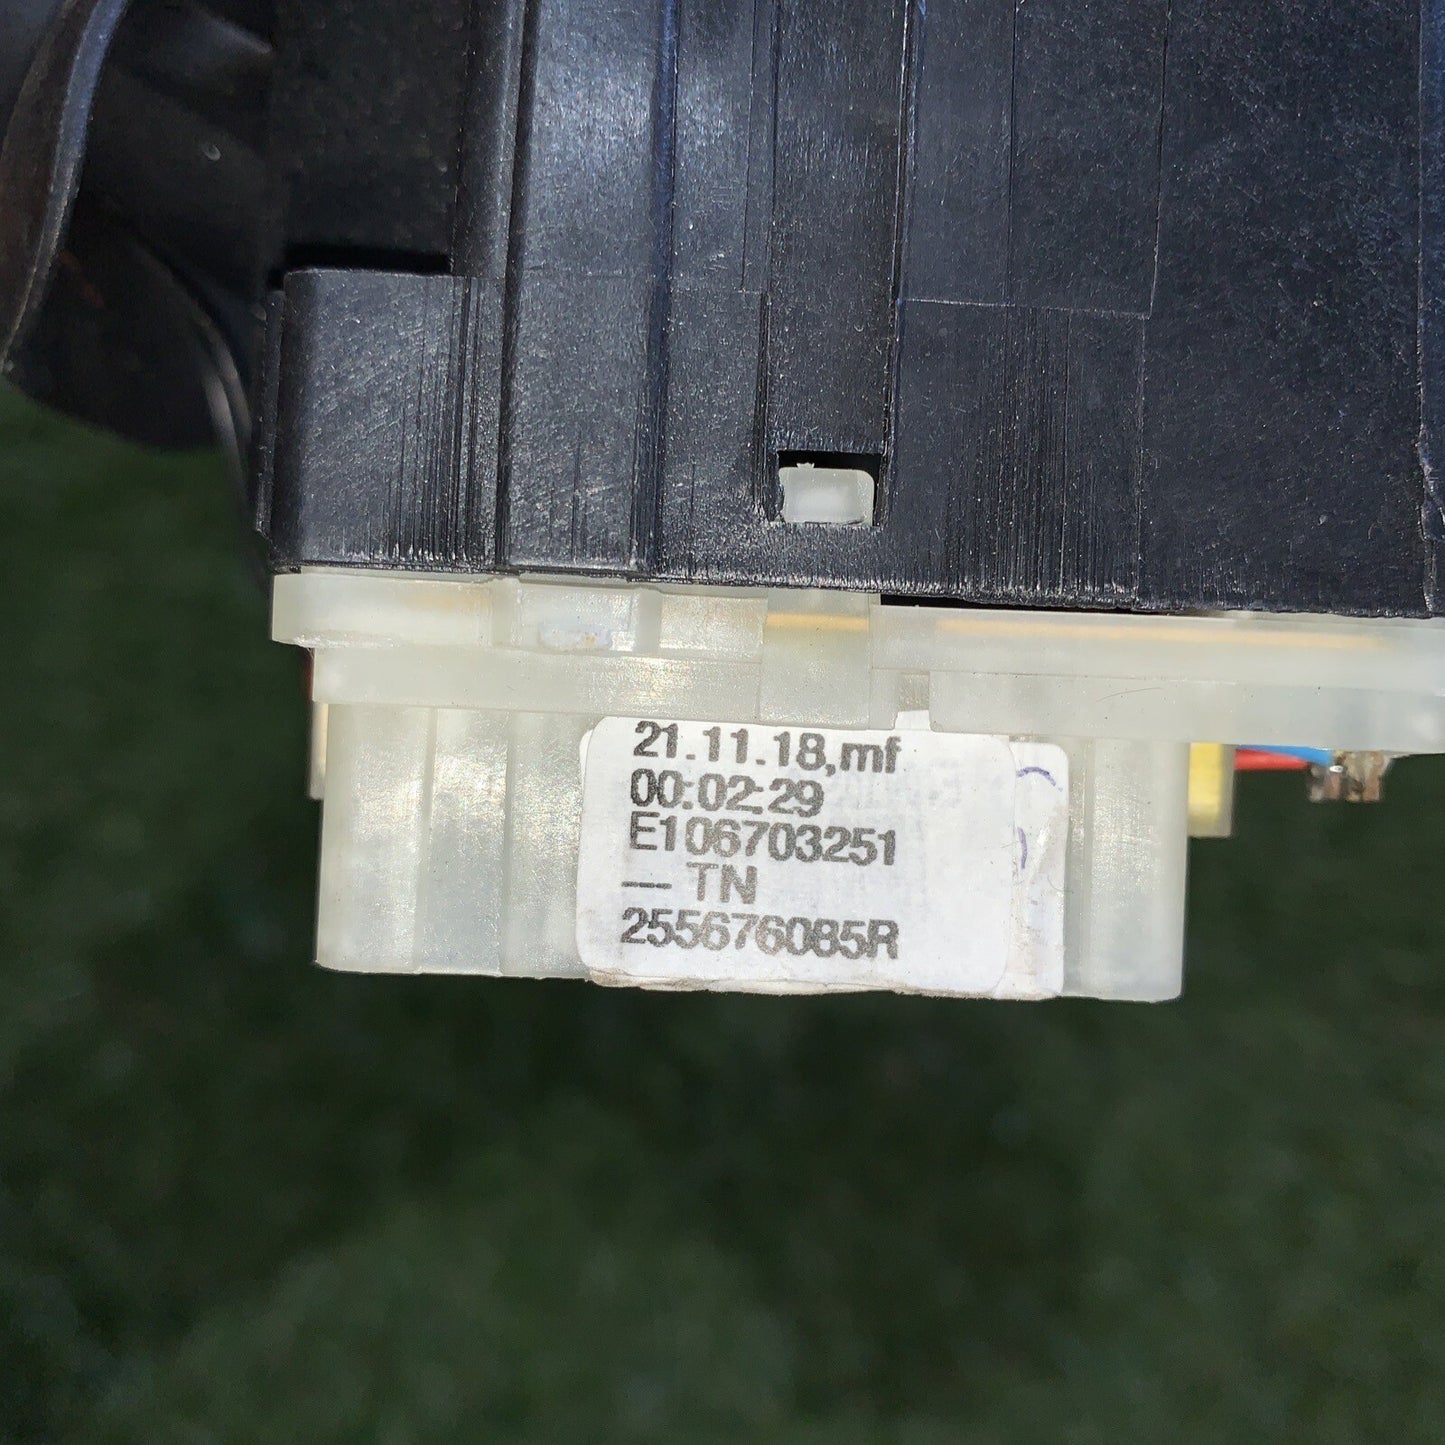 21.11.18,mf
00:02:29
E106703251
— TN
255676085R